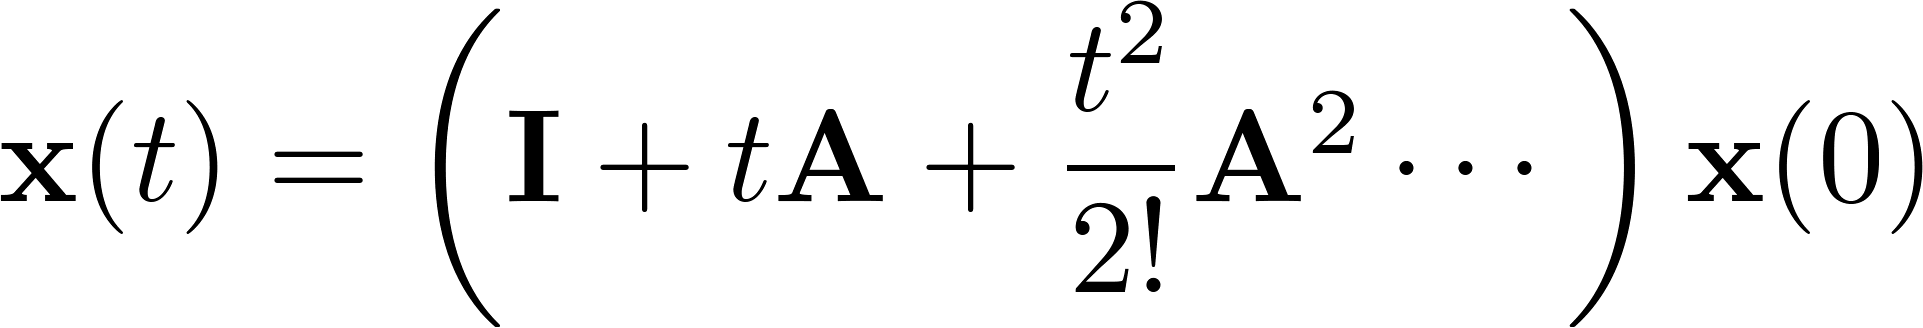 𝐱(t) = (𝐈 + t𝐀 + t²/2! 𝐀² ⋯) 𝐱(0)